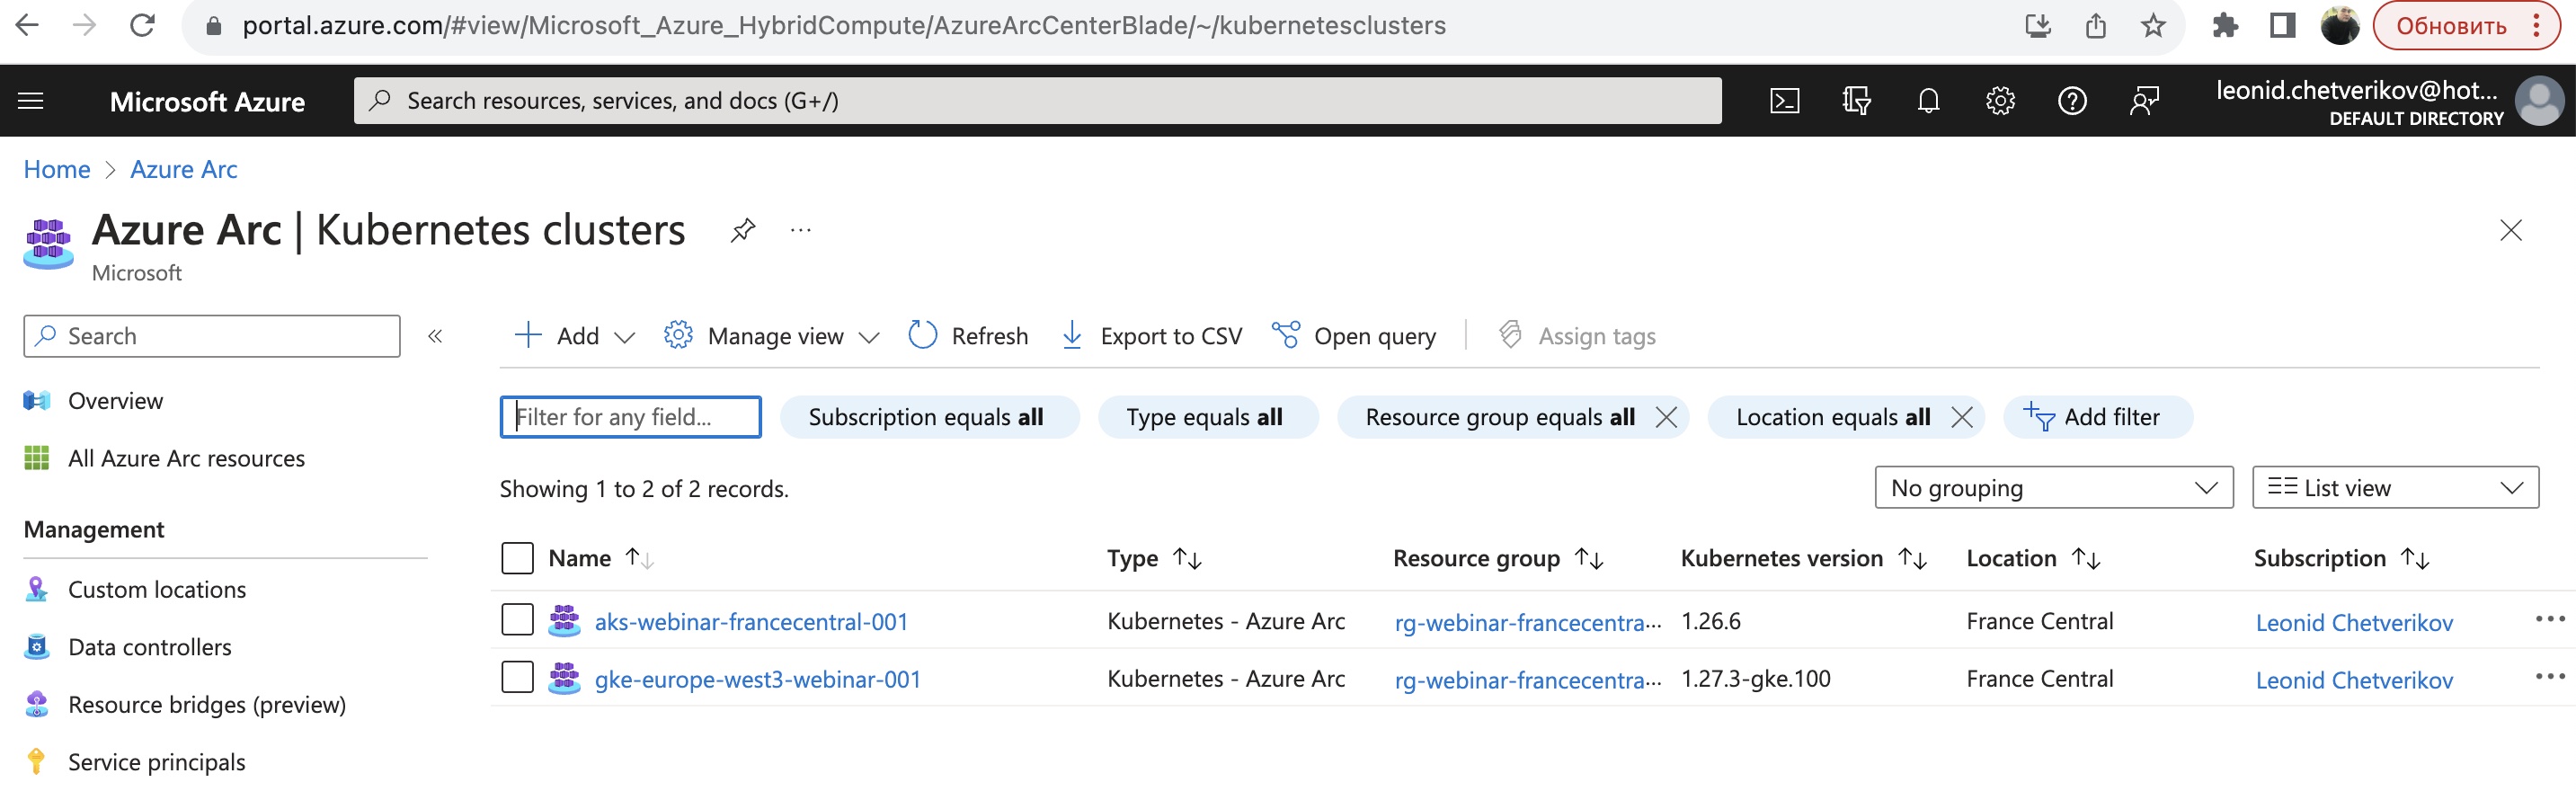 portal.azure.com/#view/Microsoft_Azure_HybridCompute/AzureArcCenterBlade/~/kubernetesclusters
Обновить
Microsoft Azure
Search resources, services, and docs (G+/)
leonid.chetverikov@hot...
DEFAULT DIRECTORY
Home > Azure Arc
Azure Arc | Kubernetes clusters
...
Microsoft
Search
«
Add
Manage view
Refresh
Export to CSV
Open query
Assign tags
Filter for any field...
Subscription equals all
Type equals all
Resource group equals all
Location equals all
Add filter
Overview
All Azure Arc resources
Management
Custom locations
Data controllers
Resource bridges (preview)
Service principals
Showing 1 to 2 of 2 records.
No grouping
List view
Name Type Resource group Kubernetes version Location Subscription
aks-webinar-francecentral-001 Kubernetes - Azure Arc rg-webinar-francecentra... 1.26.6 France Central Leonid Chetverikov
gke-europe-west3-webinar-001 Kubernetes - Azure Arc rg-webinar-francecentra... 1.27.3-gke.100 France Central Leonid Chetverikov